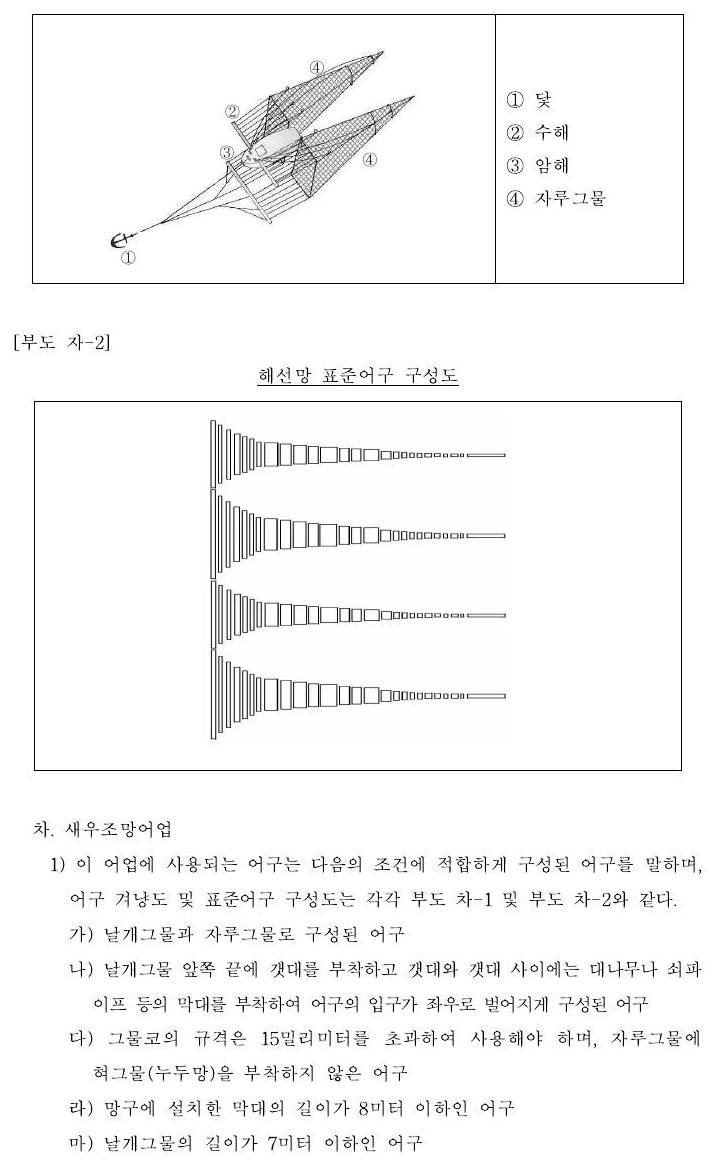 ④
②
③
④
①
① 닻
② 수해
③ 암해
④ 자루그물
[부도 자-2]
해선망 표준어구 구성도
차. 새우조망어업
1) 이 어업에 사용되는 어구는 다음의 조건에 적합하게 구성된 어구를 말하며,
어구 겨냥도 및 표준어구 구성도는 각각 부도 차-1 및 부도 차-2와 같다.
가) 날개그물과 자루그물로 구성된 어구
나) 날개그물 앞쪽 끝에 갯대를 부착하고 갯대와 갯대 사이에는 대나무나 쇠파
이프 등의 막대를 부착하여 어구의 입구가 좌우로 벌어지게 구성된 어구
다) 그물코의 규격은 15밀리미터를 초과하여 사용해야 하며, 자루그물에
혀그물(누두망)을 부착하지 않은 어구
라) 망구에 설치한 막대의 길이가 8미터 이하인 어구
마) 날개그물의 길이가 7미터 이하인 어구